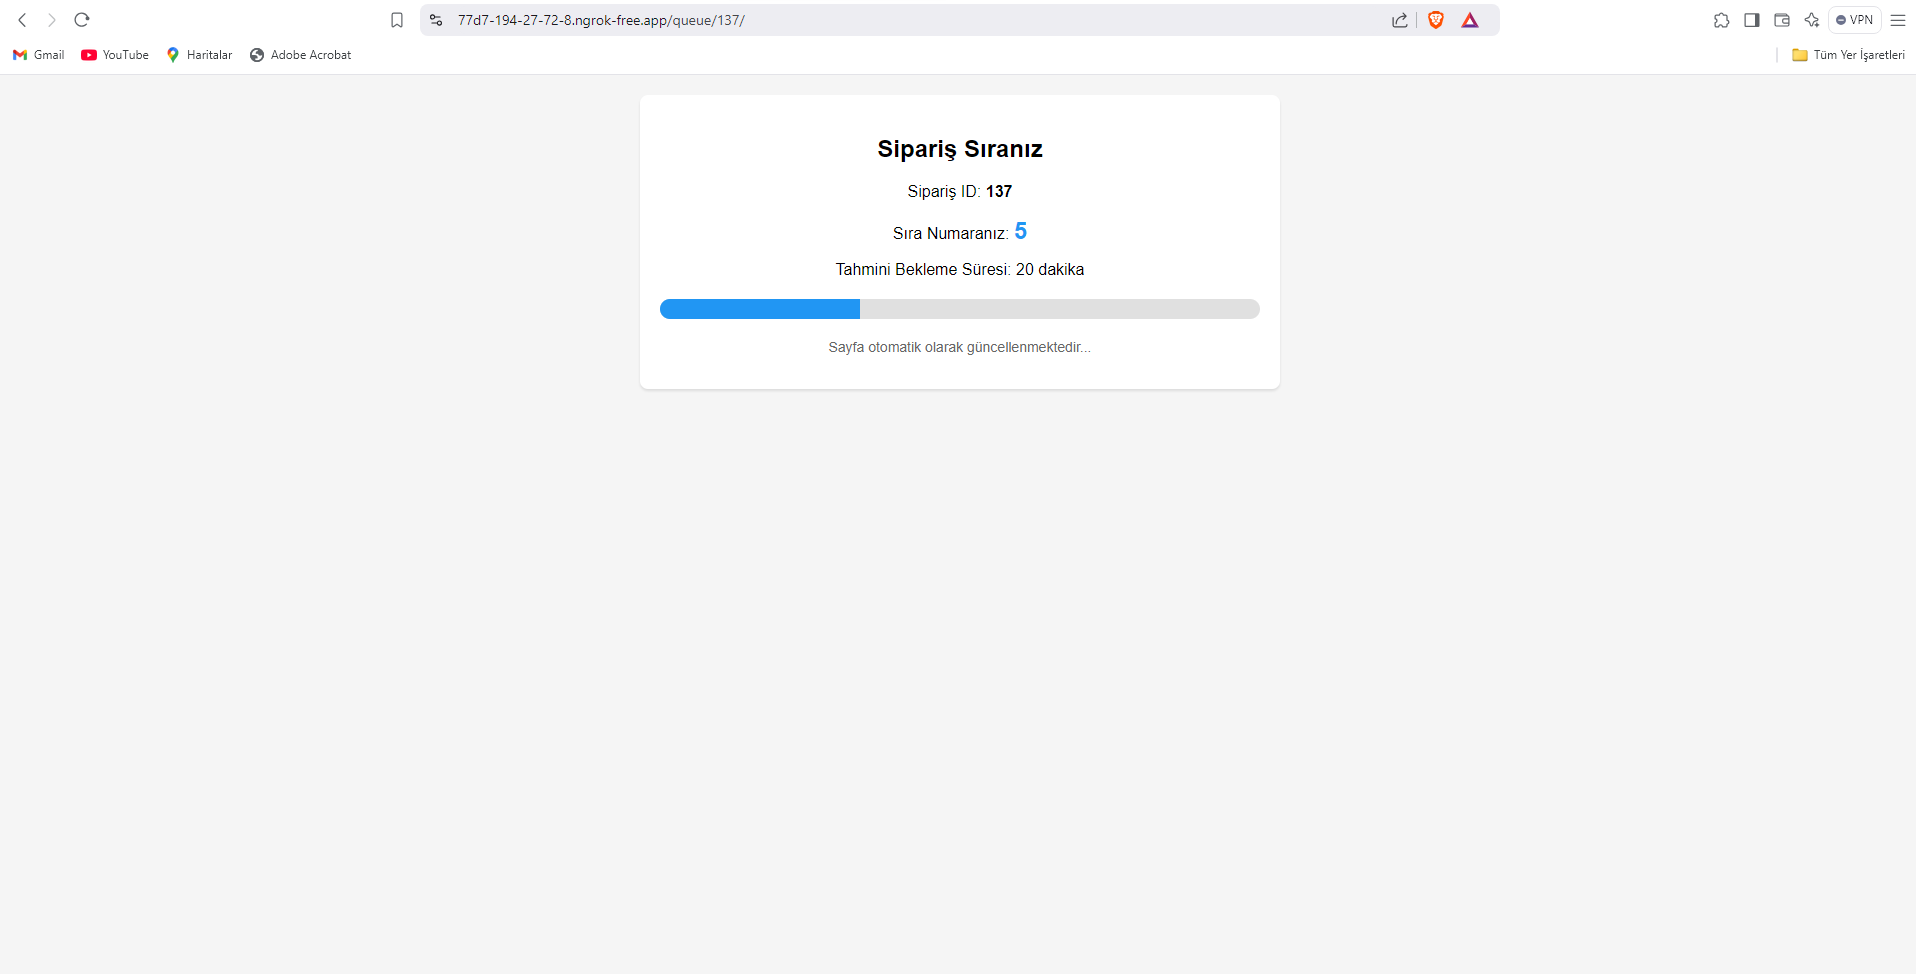 77d7-194-27-72-8.ngrok-free.app/queue/137/
VPN
Gmail
YouTube
Haritalar
Adobe Acrobat
Tüm Yer İşaretleri
Sipariş Sıranız
Sipariş ID: 137
Sıra Numaranız: 5
Tahmini Bekleme Süresi: 20 dakika
Sayfa otomatik olarak güncellenmektedir...